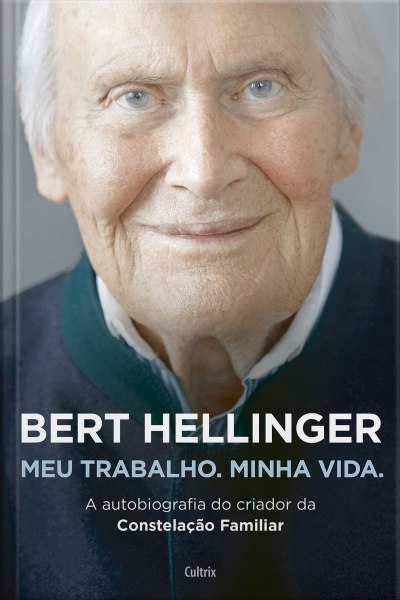 BERT HELLINGER
MEU TRABALHO. MINHA VIDA.
A autobiografia do criador da
Constelação Familiar
Cultrix